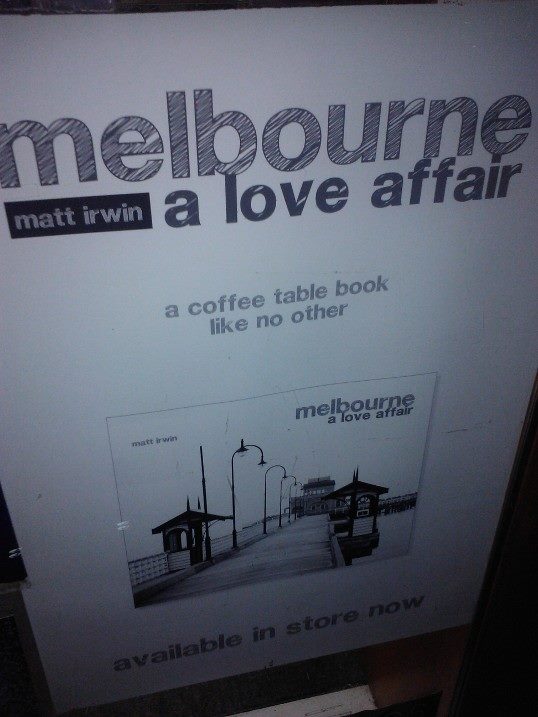 melbourne
matt irwin a love affair
a coffee table book
like no other
melbourne
a love affair
matt irwin
available in store now